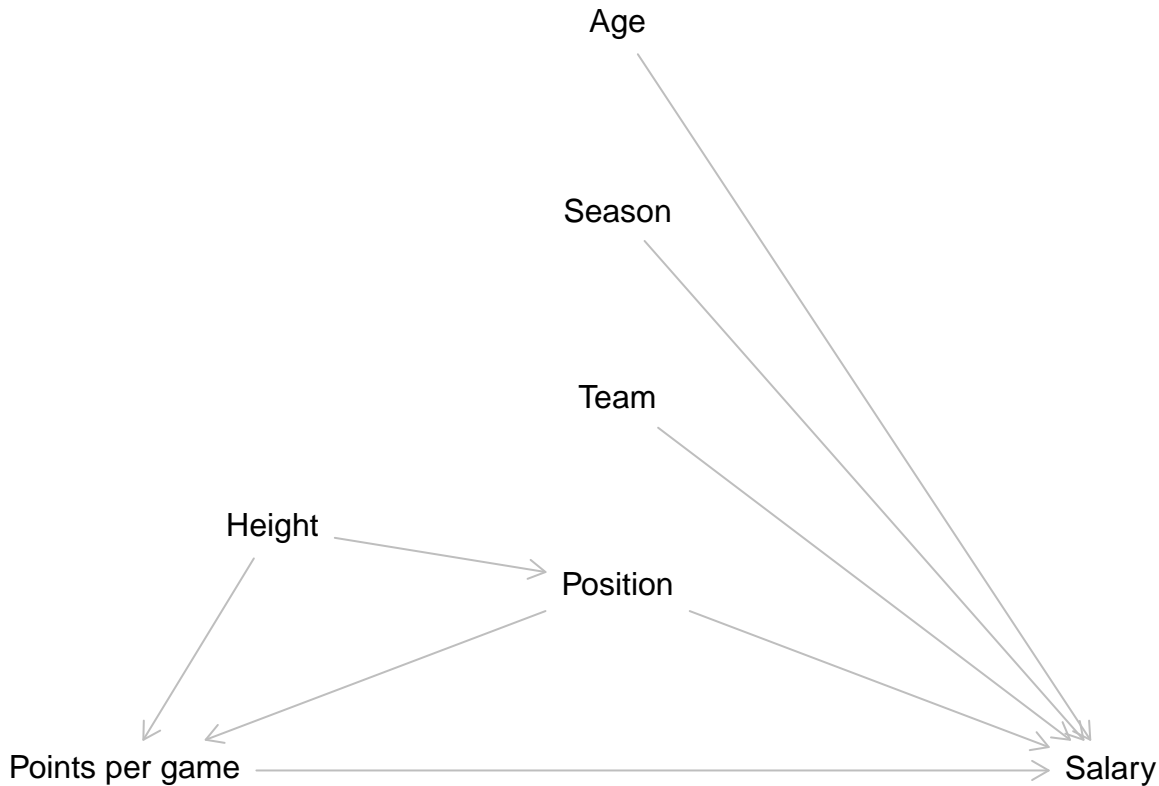 Age
Season
Team
Height
Position
Points per game
Salary